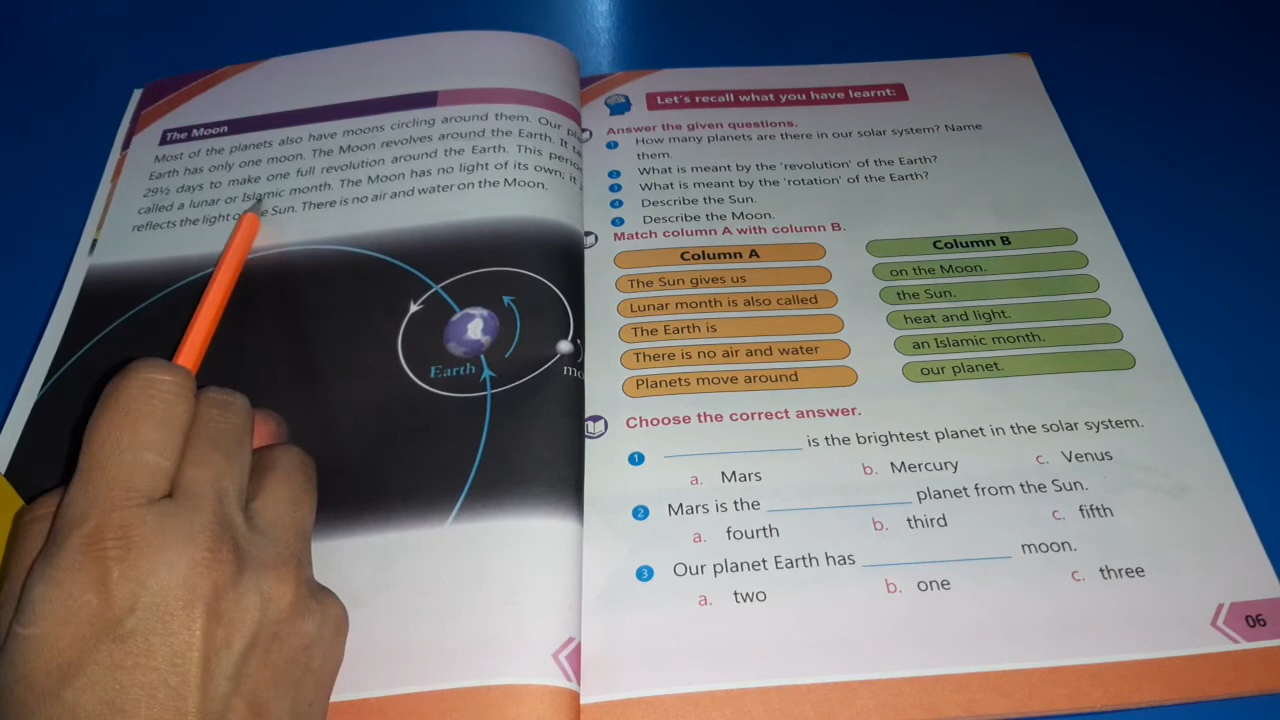 The Moon
Most of the planets also have moons circling around them. Our
Earth has only one moon. The Moon revolves around the Earth. It
29½ days to make one full revolution around the Earth. This
called a lunar or Islamic month. The Moon has no light of its own; it
reflects the light Sun. There is no air and water on the Moon.
Earth
Let's recall what you have learnt:
Answer the given questions.
1 How many planets are there in our solar system? Name
them.
2 What is meant by the 'revolution' of the Earth?
3 What is meant by the 'rotation' of the Earth?
4 Describe the Sun.
5 Describe the Moon.
Match column A with column B.
Column A Column B
The Sun gives us on the Moon.
Lunar month is also called the Sun.
The Earth is heat and light.
There is no air and water an Islamic month.
Planets move around our planet.
Choose the correct answer.
1 __________ is the brightest planet in the solar system.
a. Mars b. Mercury c. Venus
2 Mars is the __________ planet from the Sun.
a. fourth b. third c. fifth
3 Our planet Earth has __________ moon.
a. two b. one c. three
06